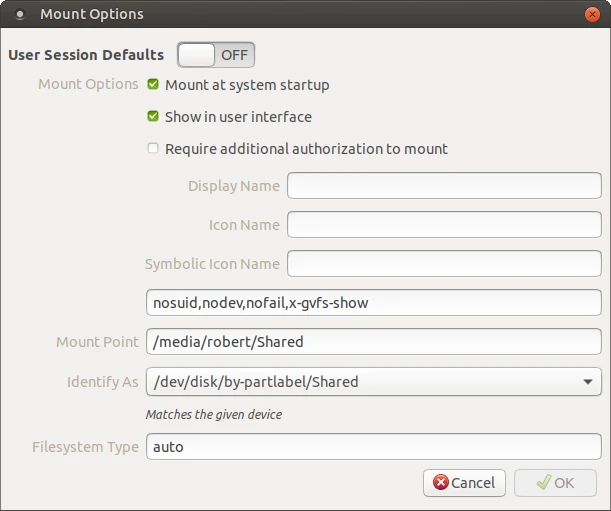 Mount Options
User Session Defaults OFF
Mount Options Mount at system startup
Show in user interface
Require additional authorization to mount
Display Name
Icon Name
Symbolic Icon Name
nosuid,nodev,nofail,x-gvfs-show
Mount Point /media/robert/Shared
Identify As /dev/disk/by-partlabel/Shared
Matches the given device
Filesystem Type auto
Cancel OK